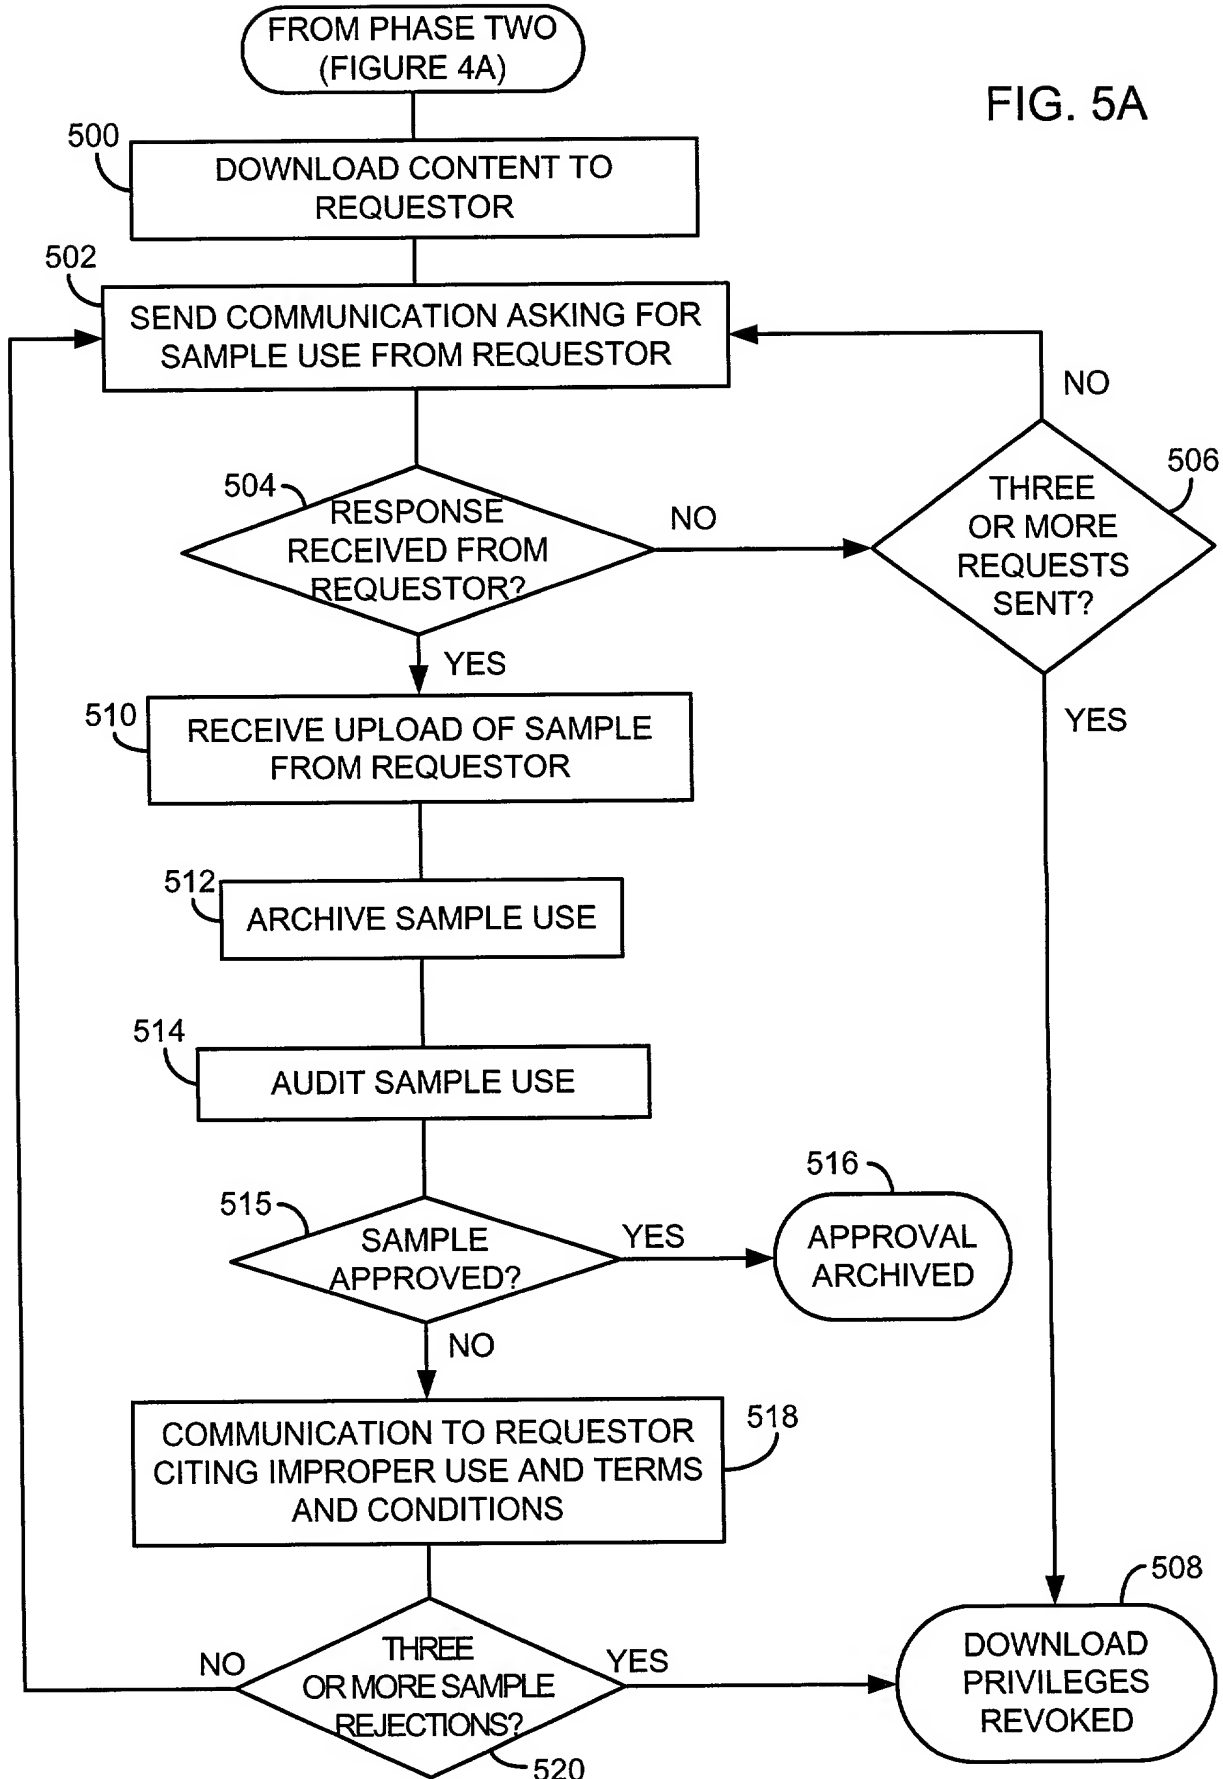 FROM PHASE TWO
(FIGURE 4A)
FIG. 5A
500
DOWNLOAD CONTENT TO
REQUESTOR
502
SEND COMMUNICATION ASKING FOR
SAMPLE USE FROM REQUESTOR
NO
504
RESPONSE
RECEIVED FROM
REQUESTOR?
NO
506
THREE
OR MORE
REQUESTS
SENT?
YES
YES
510
RECEIVE UPLOAD OF SAMPLE
FROM REQUESTOR
512
ARCHIVE SAMPLE USE
514
AUDIT SAMPLE USE
515
SAMPLE
APPROVED?
YES
516
APPROVAL
ARCHIVED
NO
COMMUNICATION TO REQUESTOR
CITING IMPROPER USE AND TERMS
AND CONDITIONS
518
NO
THREE
OR MORE SAMPLE
REJECTIONS?
YES
520
508
DOWNLOAD
PRIVILEGES
REVOKED